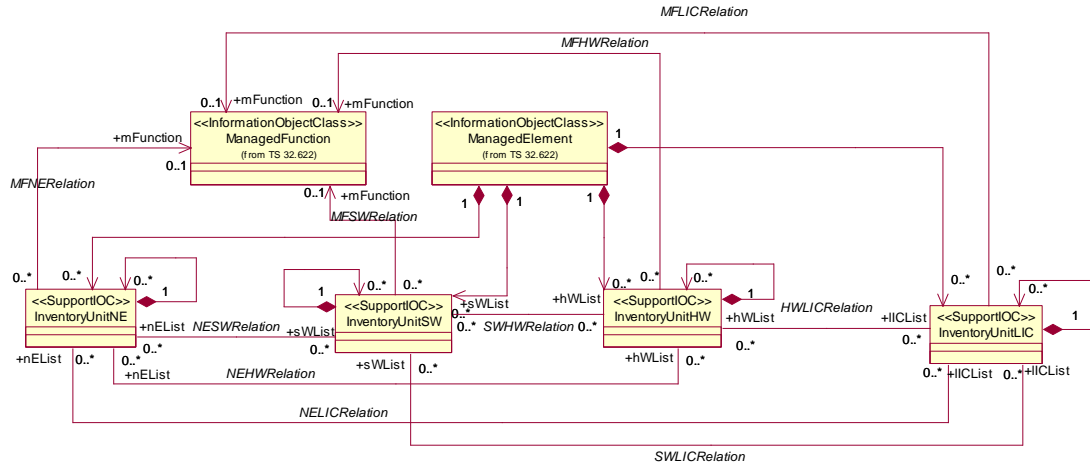 MFLICRelation
MFHWRelation
0..1 +mFunction
0..1 +mFunction
<<InformationObjectClass>>
ManagedFunction
(from TS 32.622)
<<InformationObjectClass>>
ManagedElement
(from TS 32.622)
1
+mFunction
0..1
MFNERelation
0..1
+mFunction
MFSWRelation
1
1
1
0..*
0..*
0..*
1
0..*
0..*
1
0..*
0..*
1
0..*
0..*
1
<<SupportIOC>>
InventoryUnitNE
<<SupportIOC>>
InventoryUnitSW
+sWList
0..*
0..*
SWHWRelation
+hWList
0..*
0..*
<<SupportIOC>>
InventoryUnitHW
+hWList
0..*
HWLICRelation
+lICList
0..*
<<SupportIOC>>
InventoryUnitLIC
+nEList
0..*
NESWRelation
+sWList
0..*
+nEList
0..*
0..*
+nEList
NEHWRelation
+sWList
0..*
+hWList
0..*
0..*
+lICList
0..*
+lICList
NELICRelation
SWLICRelation